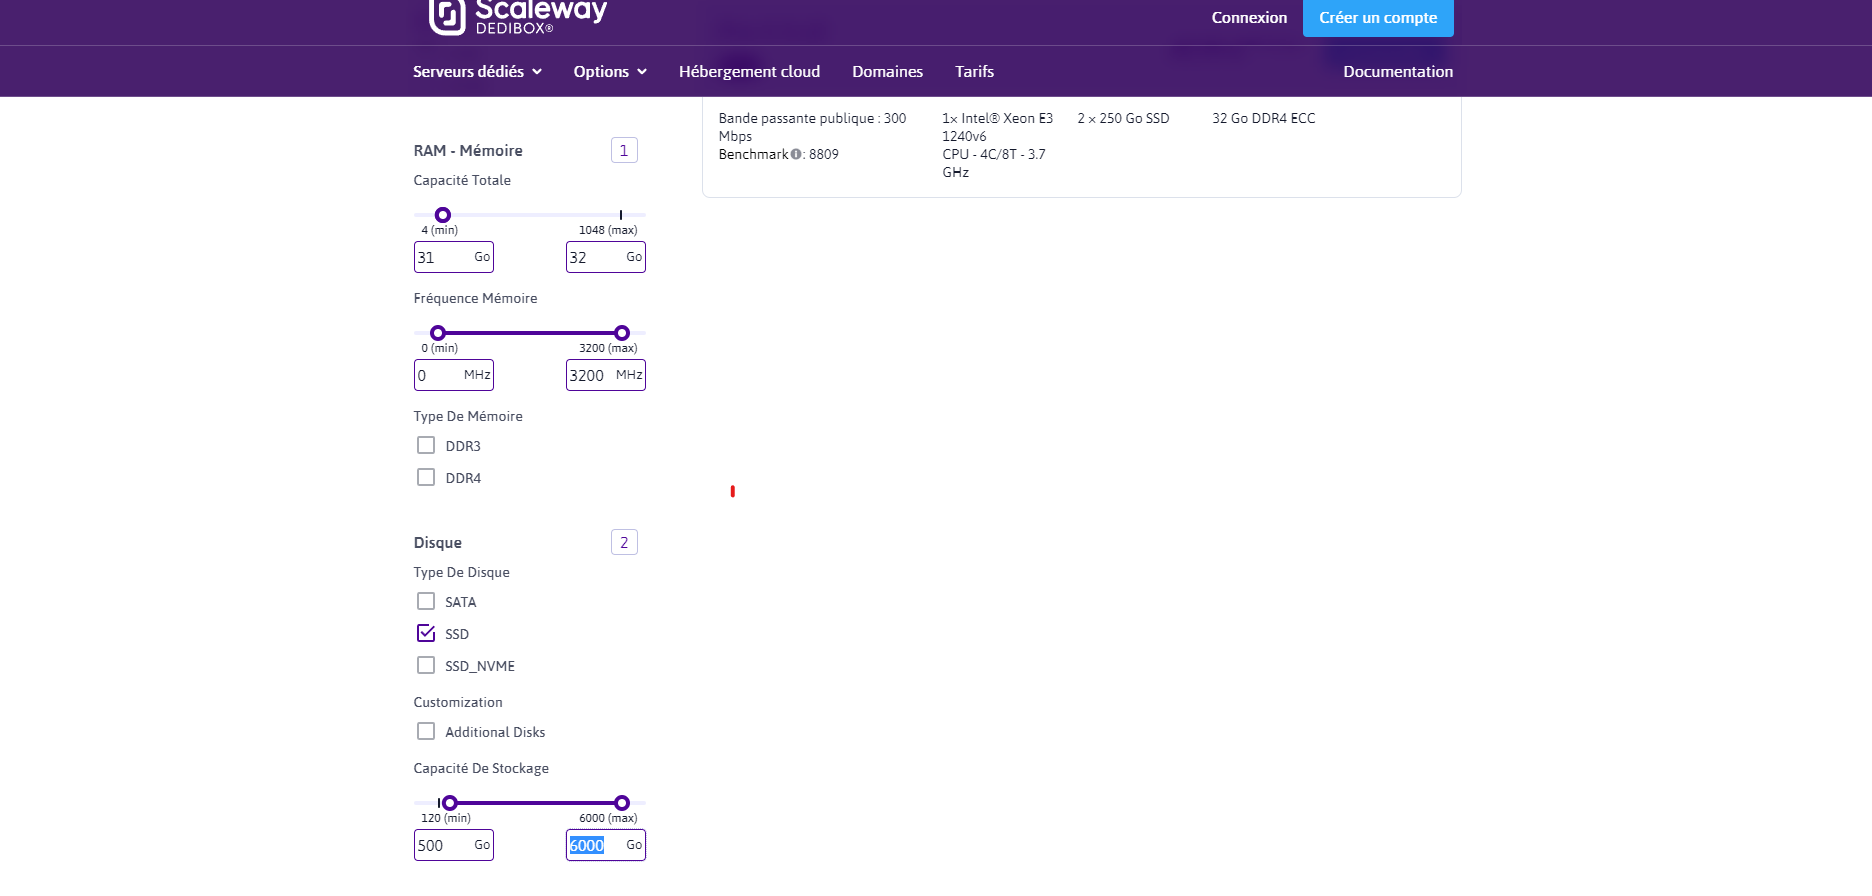 Scaleway
DEDIBOX®
Connexion
Créer un compte
Serveurs dédiés
Options
Hébergement cloud
Domaines
Tarifs
Documentation
RAM - Mémoire
1
Capacité Totale
4 (min)
1048 (max)
31 Go
32 Go
Fréquence Mémoire
0 (min)
3200 (max)
0 MHz
3200 MHz
Type De Mémoire
DDR3
DDR4
Disque
2
Type De Disque
SATA
SSD
SSD_NVME
Customization
Additional Disks
Capacité De Stockage
120 (min)
6000 (max)
500 Go
6000 Go
Bande passante publique : 300
Mbps
Benchmark : 8809
1x Intel® Xeon E3
1240v6
CPU - 4C/8T - 3.7
GHz
2 x 250 Go SSD
32 Go DDR4 ECC